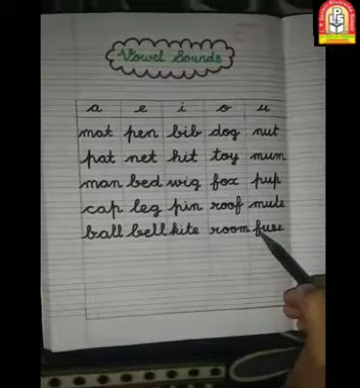 Vowel Sounds
a e i o u
mat pen bib dog nut
pat net hit toy mum
man bed wig fox pup
cap leg pin roof mule
ball bell kite room fuse